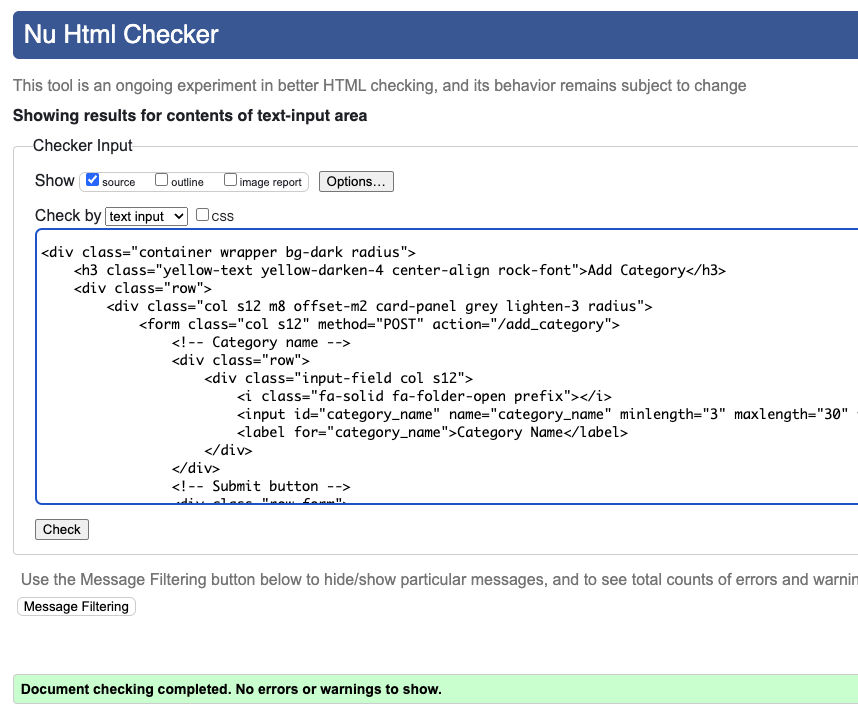 Nu Html Checker
This tool is an ongoing experiment in better HTML checking, and its behavior remains subject to change
Showing results for contents of text-input area
Checker Input
Show source outline image report Options...
Check by text input css
<div class="container wrapper bg-dark radius">
    <h3 class="yellow-text yellow-darken-4 center-align rock-font">Add Category</h3>
    <div class="row">
        <div class="col s12 m8 offset-m2 card-panel grey lighten-3 radius">
            <form class="col s12" method="POST" action="/add_category">
                <!-- Category name -->
                <div class="row">
                    <div class="input-field col s12">
                        <i class="fa-solid fa-folder-open prefix"></i>
                        <input id="category_name" name="category_name" minlength="3" maxlength="30"
                        <label for="category_name">Category Name</label>
                    </div>
                </div>
                <!-- Submit button -->
                <div class="row form">
Check
Use the Message Filtering button below to hide/show particular messages, and to see total counts of errors and
Message Filtering
Document checking completed. No errors or warnings to show.